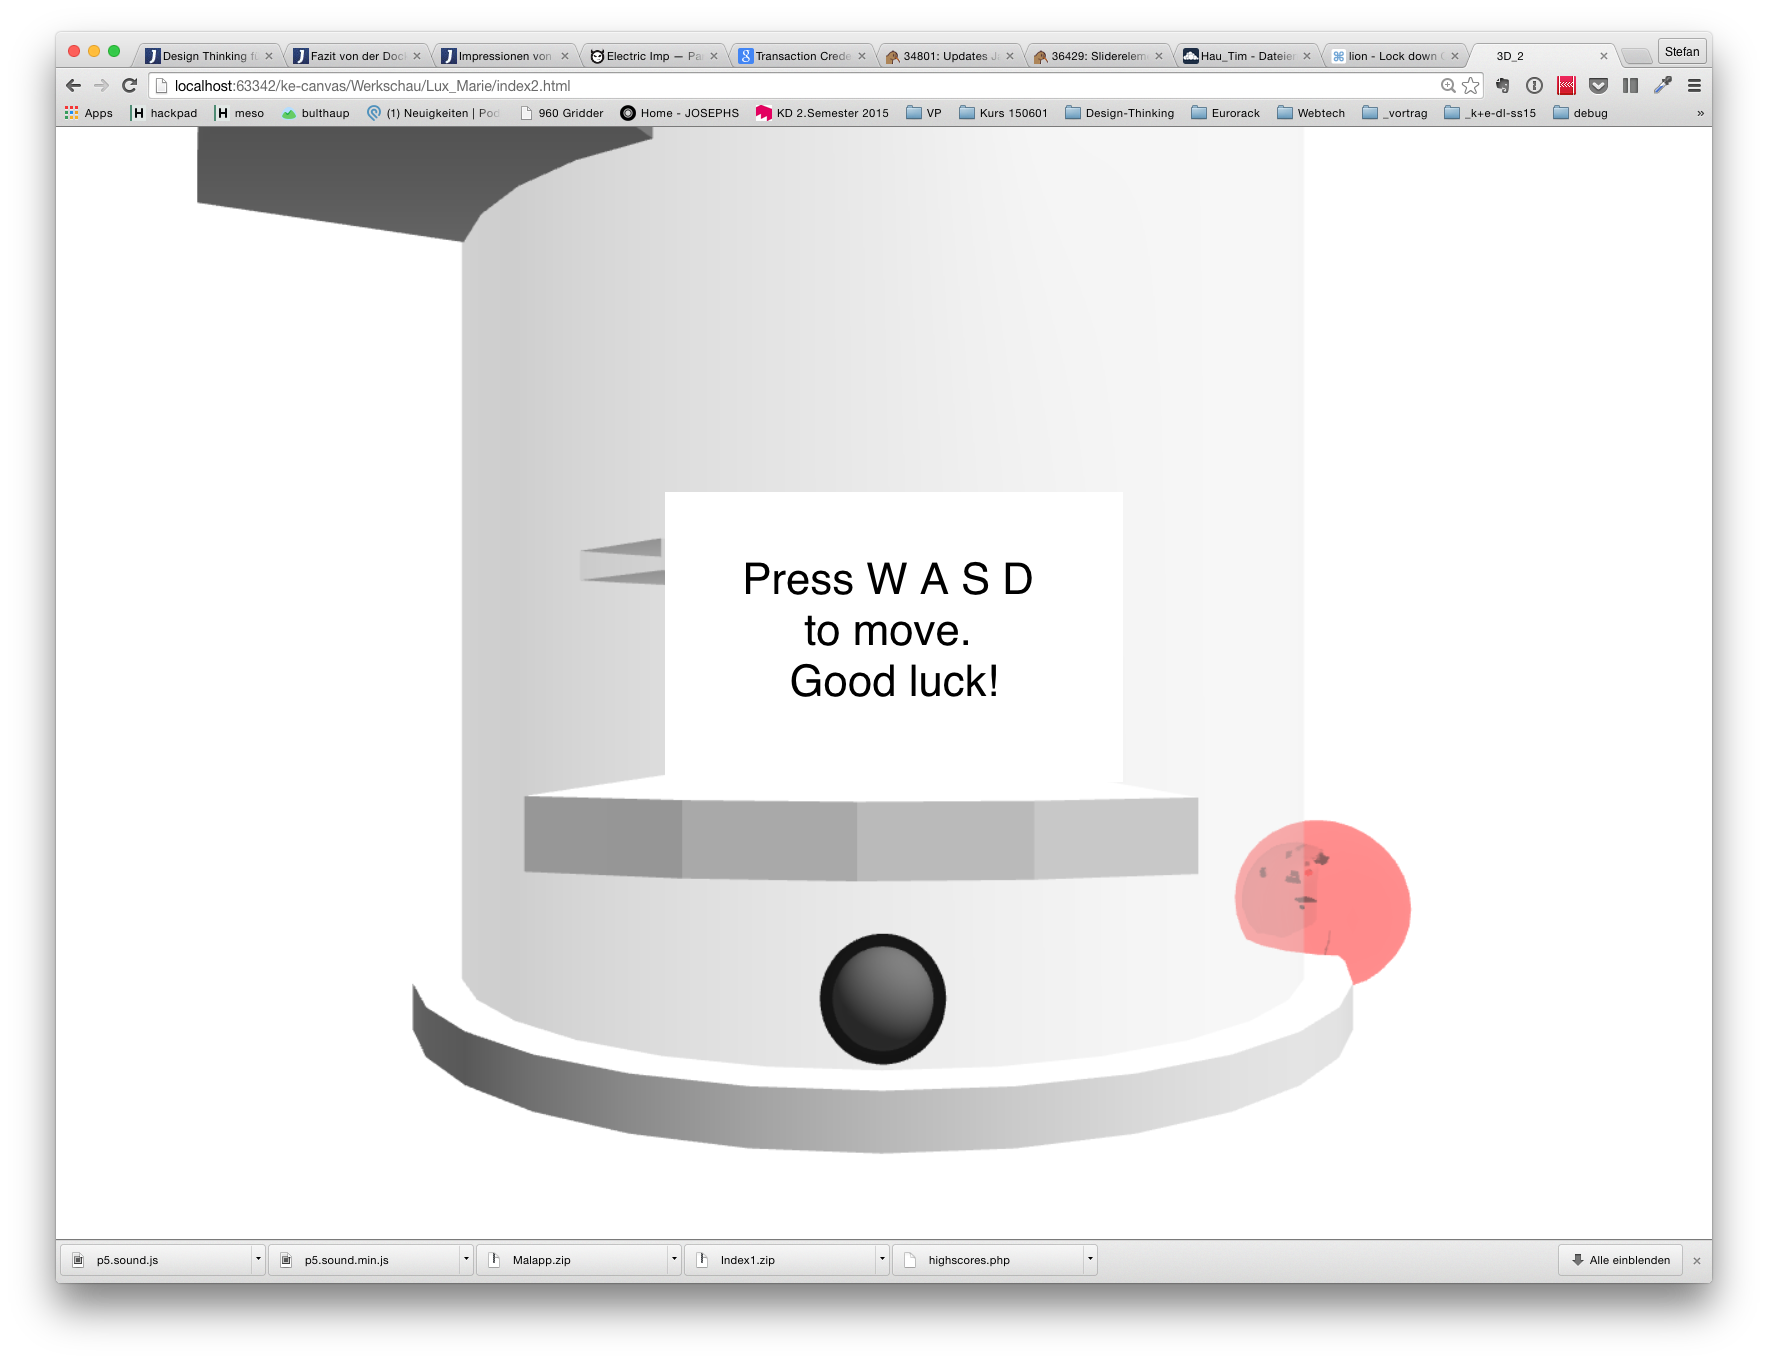 Design Thinking fü
Fazit von der Doc
Impressionen von
Electric Imp — Pa
Transaction Crede
34801: Updates Ja
36429: Sliderelem
Hau_Tim - Dateien
lion - Lock down
3D_2
Stefan
localhost:63342/ke-canvas/Werkschau/Lux_Marie/index2.html
Apps
hackpad
meso
bulthaup
(1) Neuigkeiten | Pod
960 Gridder
Home - JOSEPHS
KD 2.Semester 2015
VP
Kurs 150601
Design-Thinking
Eurorack
Webtech
_vortrag
_k+e-dl-ss15
debug
»
Press W A S D
to move.
Good luck!
p5.sound.js
p5.sound.min.js
Malapp.zip
Index1.zip
highscores.php
Alle einblenden